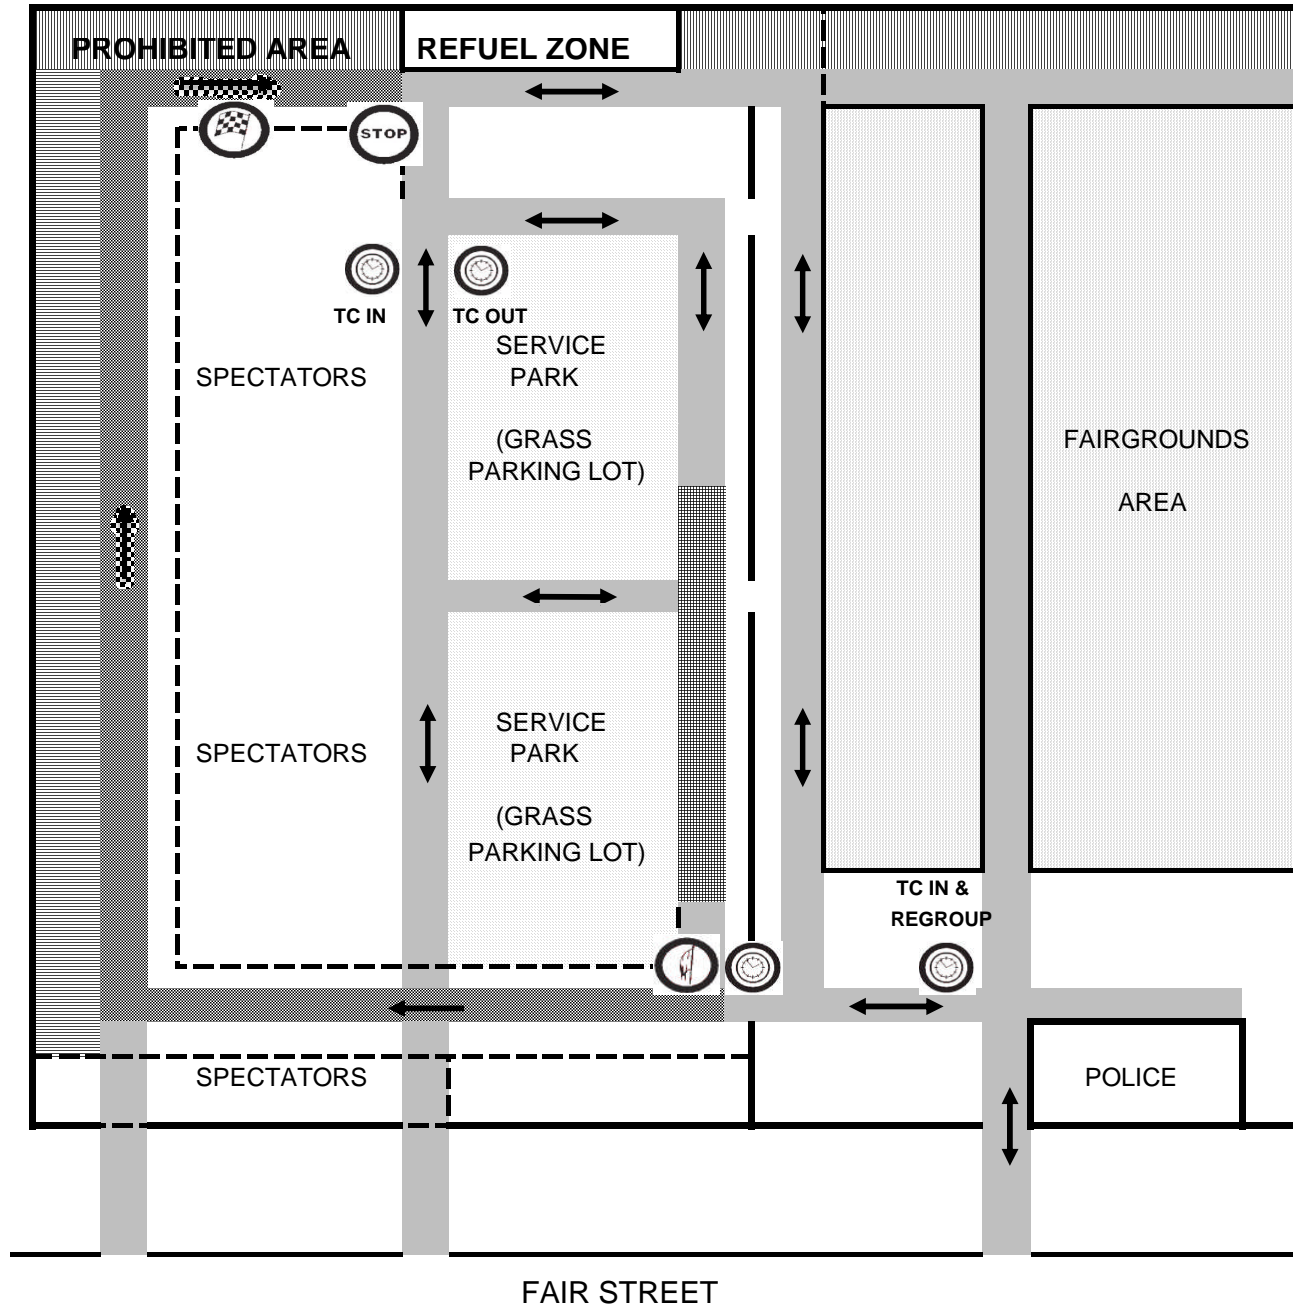 PROHIBITED AREA
REFUEL ZONE
STOP
TC IN
TC OUT
SERVICE
PARK
SPECTATORS
(GRASS
PARKING LOT)
FAIRGROUNDS
AREA
SPECTATORS
SERVICE
PARK
(GRASS
PARKING LOT)
TC IN &
REGROUP
SPECTATORS
POLICE
FAIR STREET